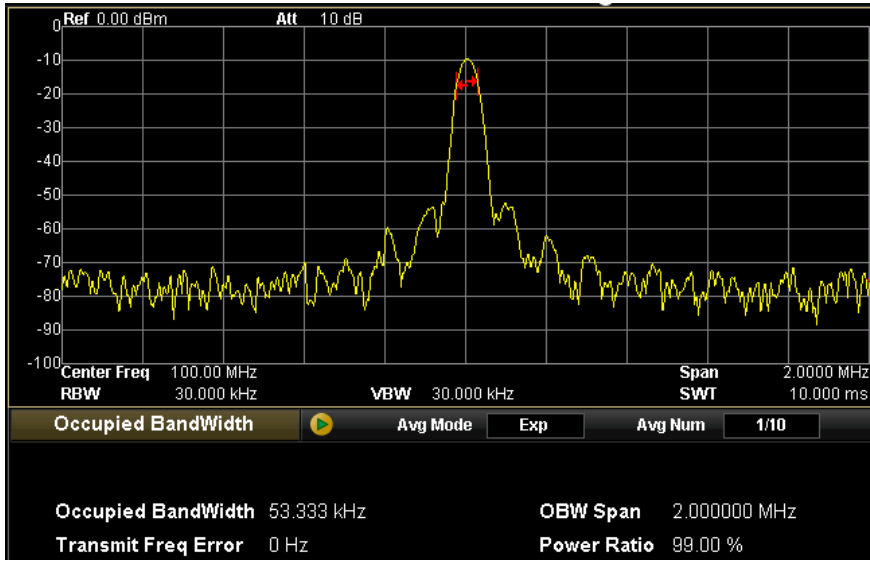 Ref 0.00 dBm Att 10 dB
0
-10
-20
-30
-40
-50
-60
-70
-80
-90
-100
Center Freq 100.00 MHz Span 2.0000 MHz
RBW 30.000 kHz VBW 30.000 kHz SWT 10.000 ms
Occupied BandWidth Avg Mode Exp Avg Num 1/10
Occupied BandWidth 53.333 kHz OBW Span 2.000000 MHz
Transmit Freq Error 0 Hz Power Ratio 99.00 %